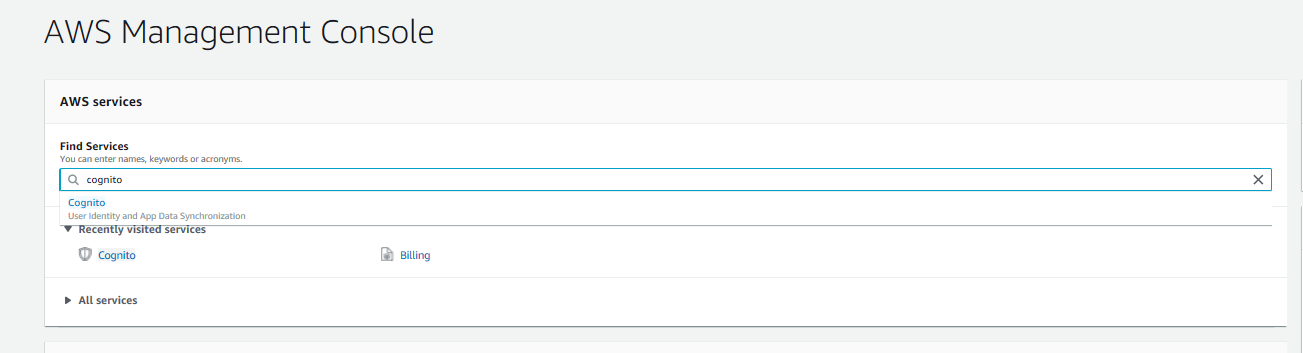 AWS Management Console
AWS services
Find Services
You can enter names, keywords or acronyms.
cognito
Cognito
User Identity and App Data Synchronization
Recently visited services
Cognito
Billing
All services